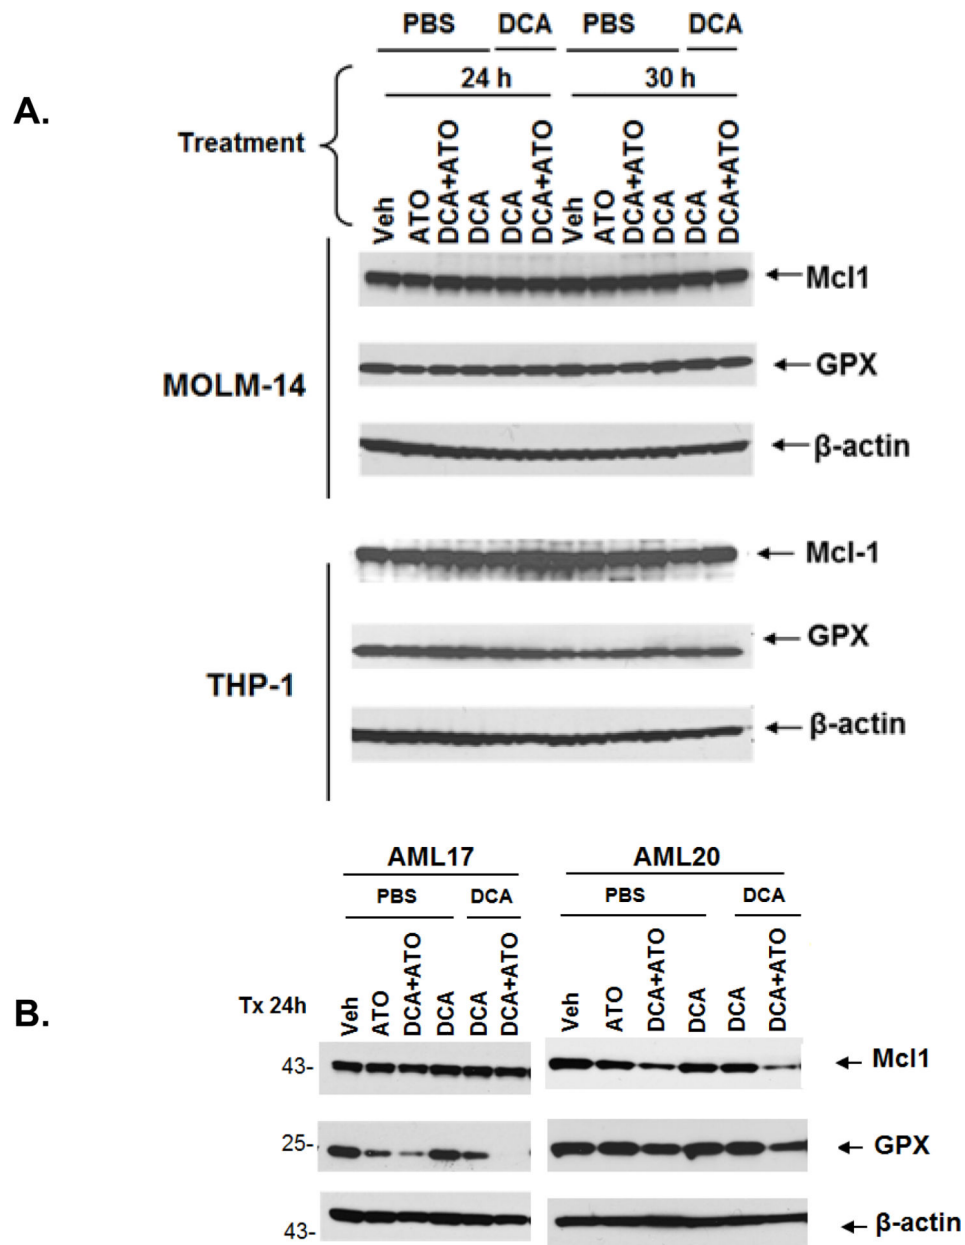 PBS DCA PBS DCA
A.
24 h 30 h
Treatment
Veh ATO DCA+ATO DCA DCA DCA+ATO Veh ATO DCA+ATO DCA DCA DCA+ATO
Mcl1
GPX
MOLM-14
β-actin
Mcl-1
GPX
THP-1
β-actin
AML17 AML20
PBS DCA PBS DCA
B.
Tx 24h
Veh ATO DCA+ATO DCA DCA DCA+ATO Veh ATO DCA+ATO DCA DCA DCA+ATO
43- Mcl1
25- GPX
43- β-actin